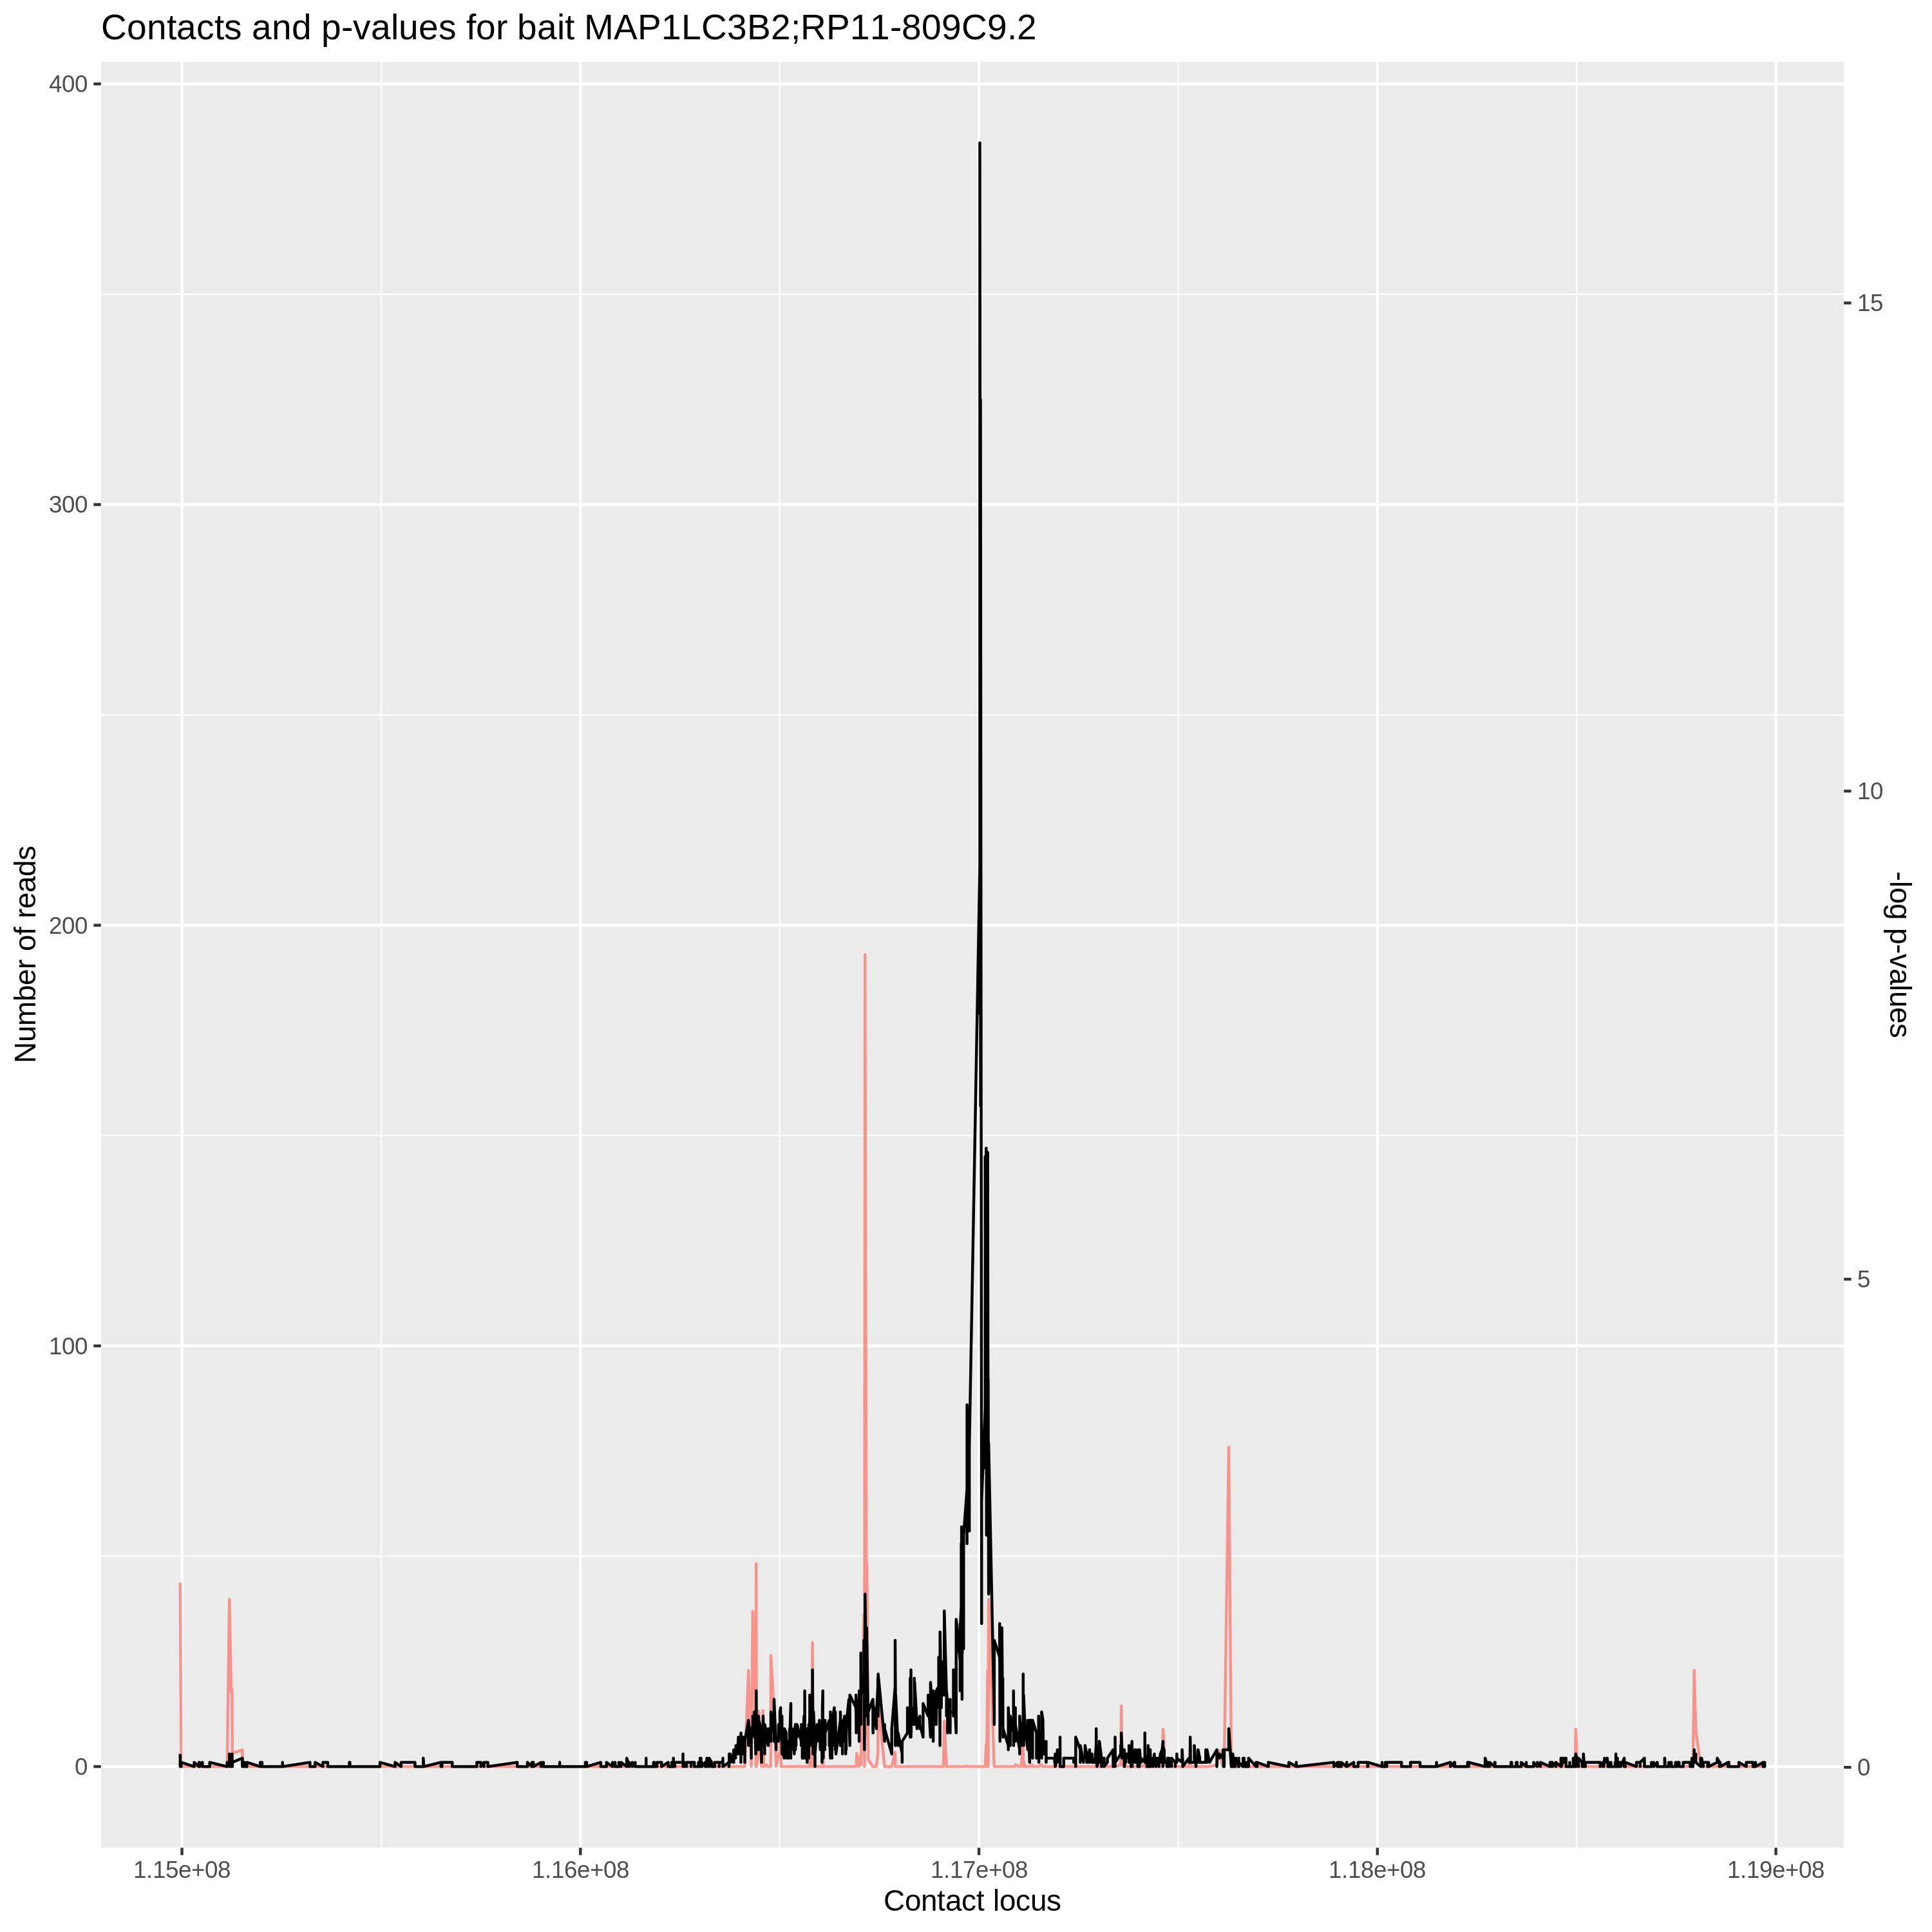 Contacts and p-values for bait MAP1LC3B2;RP11-809C9.2
400
300
200
100
0
Number of reads
15
10
5
0
-log p-values
1.15e+08
1.16e+08
1.17e+08
1.18e+08
1.19e+08
Contact locus